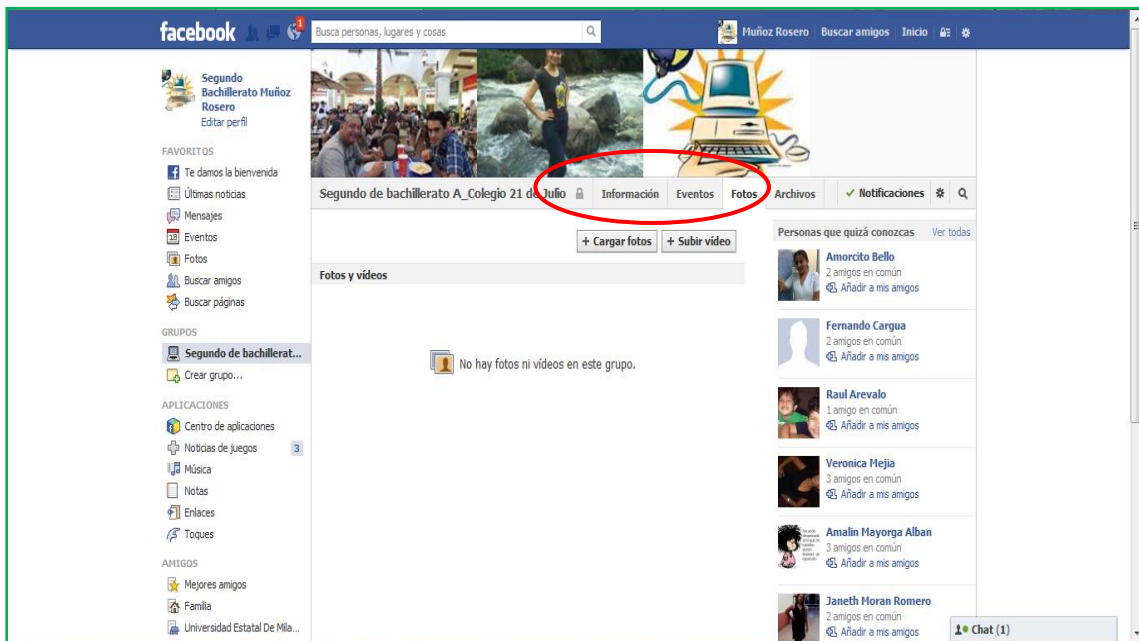 facebook
1
Busca personas, lugares y cosas
Muñoz Rosero
Buscar amigos
Inicio
Segundo
Bachillerato Muñoz
Rosero
Editar perfil
FAVORITOS
Te damos la bienvenida
Últimas noticias
Mensajes
18 Eventos
Fotos
Buscar amigos
Buscar páginas
GRUPOS
Segundo de bachillerat...
Crear grupo...
APLICACIONES
Centro de aplicaciones
Noticias de juegos 3
Música
Notas
Enlaces
Toques
AMIGOS
Mejores amigos
Familia
Universidad Estatal De Mila...
Segundo de bachillerato A_Colegio 21 de Julio
Información
Eventos
Fotos
Archivos
✓ Notificaciones
+ Cargar fotos
+ Subir vídeo
Fotos y vídeos
No hay fotos ni vídeos en este grupo.
Personas que quizá conozcas
Ver todas
Amorcito Bello
2 amigos en común
Añadir a mis amigos
Fernando Cargua
2 amigos en común
Añadir a mis amigos
Raul Arevalo
1 amigo en común
Añadir a mis amigos
Veronica Mejia
3 amigos en común
Añadir a mis amigos
Amalin Mayorga Alban
3 amigos en común
Añadir a mis amigos
Janeth Moran Romero
2 amigos en común
Añadir a mis amigos
Chat (1)